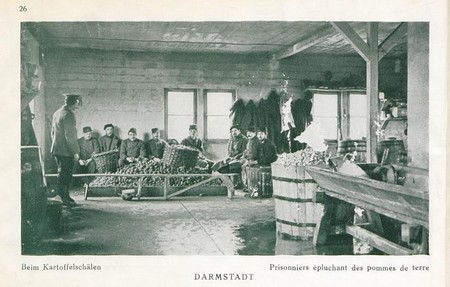 26
Beim Kartoffelschälen
Prisonniers épluchant des pommes de terre
DARMSTADT